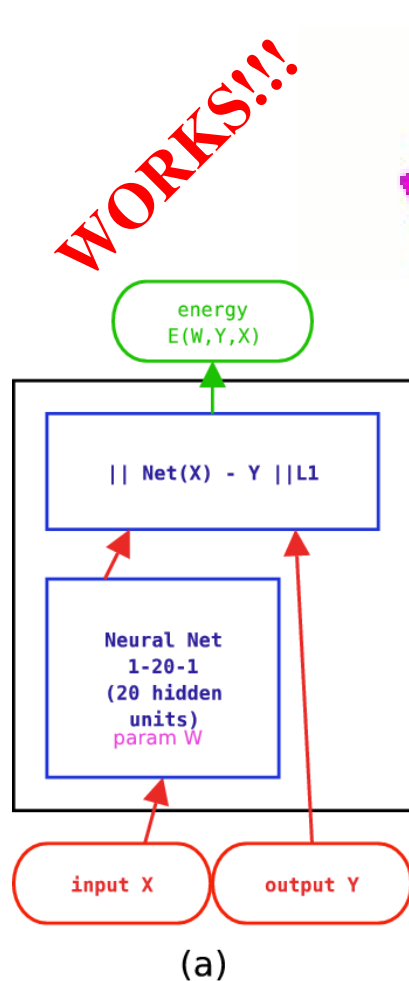 WORKS!!!
energy
E(W,Y,X)
|| Net(X) - Y ||L1
Neural Net
1-20-1
(20 hidden
units)
param W
input X
output Y
(a)